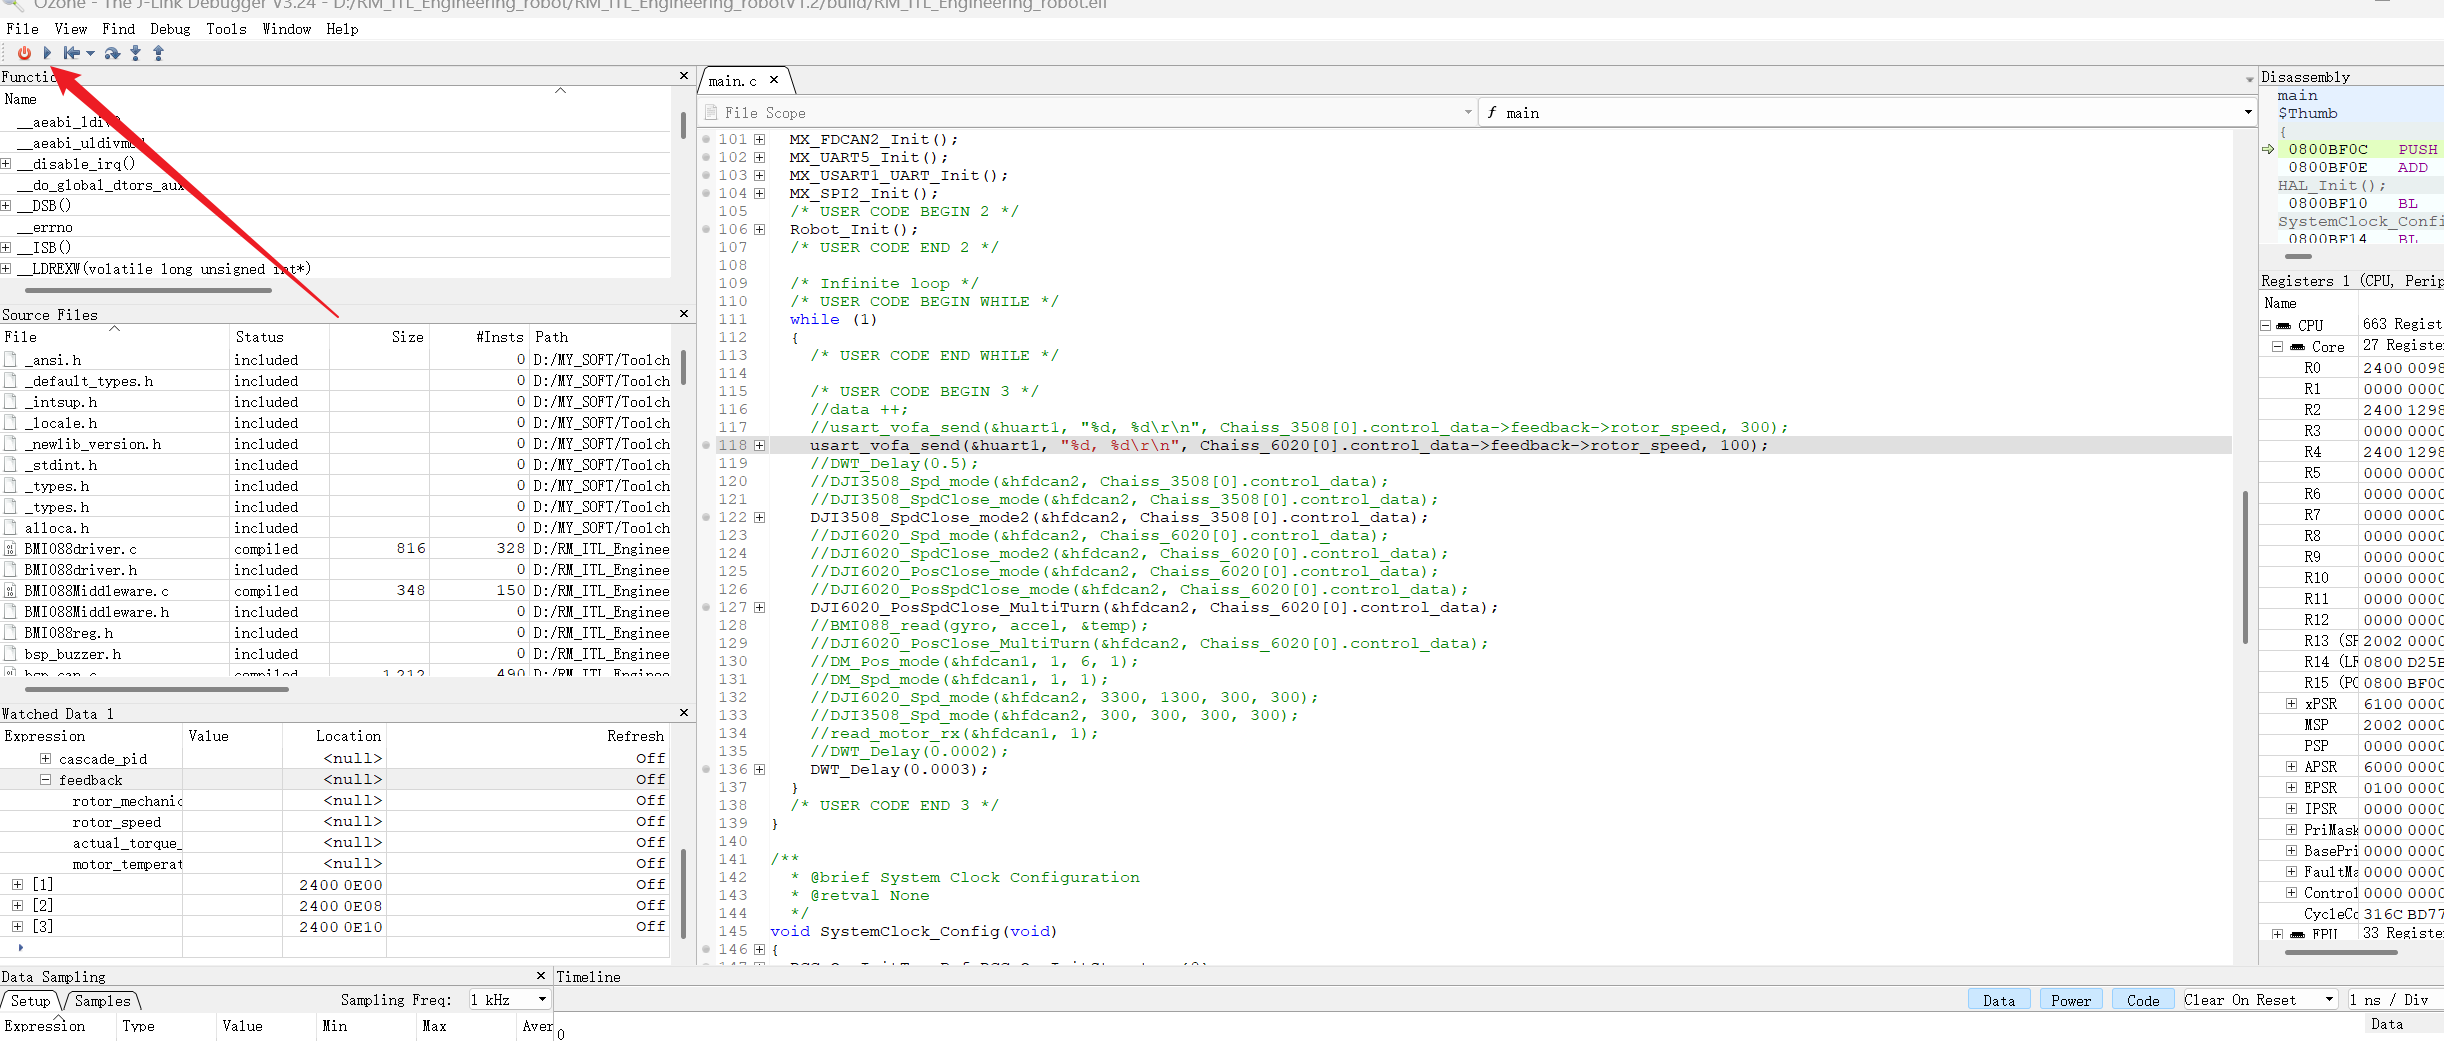 Ozone - The J-Link Debugger V3.24 - D:/RM_ITL_Engineering_robot/RM_ITL_Engineering_robotV1.2/build/RM_ITL_Engineering_robot.elf
File View Find Debug Tools Window Help
Functio
Name
__aeabi_ldiv0
__aeabi_uldivmod
__disable_irq()
__do_global_dtors_aux
__DSB()
__errno
__ISB()
__LDREXW(volatile long unsigned int*)
Source Files
File Status Size #Insts Path
_ansi.h included 0 D:/MY_SOFT/Toolch
_default_types.h included 0 D:/MY_SOFT/Toolch
_intsup.h included 0 D:/MY_SOFT/Toolch
_locale.h included 0 D:/MY_SOFT/Toolch
_newlib_version.h included 0 D:/MY_SOFT/Toolch
_stdint.h included 0 D:/MY_SOFT/Toolch
_types.h included 0 D:/MY_SOFT/Toolch
_types.h included 0 D:/MY_SOFT/Toolch
alloca.h included 0 D:/MY_SOFT/Toolch
BMI088driver.c compiled 816 328 D:/RM_ITL_Enginee
BMI088driver.h included 0 D:/RM_ITL_Enginee
BMI088Middleware.c compiled 348 150 D:/RM_ITL_Enginee
BMI088Middleware.h included 0 D:/RM_ITL_Enginee
BMI088reg.h included 0 D:/RM_ITL_Enginee
bsp_buzzer.h included 0 D:/RM_ITL_Enginee
bsp_can.c compiled 1 212 490 D:/RM_ITL_Enginee
Watched Data 1
Expression Value Location Refresh
cascade_pid <null> Off
feedback <null> Off
rotor_mechanic <null> Off
rotor_speed <null> Off
actual_torque_ <null> Off
motor_temperat <null> Off
[1] 2400 0E00 Off
[2] 2400 0E08 Off
[3] 2400 0E10 Off
Data Sampling
Setup Samples Sampling Freq: 1 kHz
Expression Type Value Min Max Aver
main.c
File Scope
f main
101 MX_FDCAN2_Init();
102 MX_UART5_Init();
103 MX_USART1_UART_Init();
104 MX_SPI2_Init();
105 /* USER CODE BEGIN 2 */
106 Robot_Init();
107 /* USER CODE END 2 */
108
109 /* Infinite loop */
110 /* USER CODE BEGIN WHILE */
111 while (1)
112 {
113 /* USER CODE END WHILE */
114
115 /* USER CODE BEGIN 3 */
116 //data ++;
117 //usart_vofa_send(&huart1, "%d, %d\r\n", Chaiss_3508[0].control_data->feedback->rotor_speed, 300);
118 usart_vofa_send(&huart1, "%d, %d\r\n", Chaiss_6020[0].control_data->feedback->rotor_speed, 100);
119 //DWT_Delay(0.5);
120 //DJI3508_Spd_mode(&hfdcan2, Chaiss_3508[0].control_data);
121 //DJI3508_SpdClose_mode(&hfdcan2, Chaiss_3508[0].control_data);
122 DJI3508_SpdClose_mode2(&hfdcan2, Chaiss_3508[0].control_data);
123 //DJI6020_Spd_mode(&hfdcan2, Chaiss_6020[0].control_data);
124 //DJI6020_SpdClose_mode2(&hfdcan2, Chaiss_6020[0].control_data);
125 //DJI6020_PosClose_mode(&hfdcan2, Chaiss_6020[0].control_data);
126 //DJI6020_PosSpdClose_mode(&hfdcan2, Chaiss_6020[0].control_data);
127 DJI6020_PosSpdClose_MultiTurn(&hfdcan2, Chaiss_6020[0].control_data);
128 //BMI088_read(gyro, accel, &temp);
129 //DJI6020_PosClose_MultiTurn(&hfdcan2, Chaiss_6020[0].control_data);
130 //DM_Pos_mode(&hfdcan1, 1, 6, 1);
131 //DM_Spd_mode(&hfdcan1, 1, 1);
132 //DJI6020_Spd_mode(&hfdcan2, 3300, 1300, 300, 300);
133 //DJI3508_Spd_mode(&hfdcan2, 300, 300, 300, 300);
134 //read_motor_rx(&hfdcan1, 1);
135 //DWT_Delay(0.0002);
136 DWT_Delay(0.0003);
137 }
138 /* USER CODE END 3 */
139 }
140
141 /**
142 * @brief System Clock Configuration
143 * @retval None
144 */
145 void SystemClock_Config(void)
146 {
Timeline
Data Power Code Clear On Reset 1 ns / Div
Data
0
Disassembly
main
$Thumb
{
0800BF0C PUSH
0800BF0E ADD
HAL_Init();
0800BF10 BL
SystemClock_Confi
0800BF14 BL
Registers 1 (CPU, Perip
Name
CPU 663 Regist
Core 27 Registe
R0 2400 0098
R1 0000 0000
R2 2400 1298
R3 0000 0000
R4 2400 1298
R5 0000 0000
R6 0000 0000
R7 0000 0000
R8 0000 0000
R9 0000 0000
R10 0000 0000
R11 0000 0000
R12 0000 0000
R13 (SP 2002 0000
R14 (LR 0800 D25B
R15 (PC 0800 BF0C
xPSR 6100 0000
MSP 2002 0000
PSP 0000 0000
APSR 6000 0000
EPSR 0100 0000
IPSR 0000 0000
PriMask 0000 0000
BasePri 0000 0000
FaultMa 0000 0000
Control 0000 0000
CycleCo 316C BD77
FPU 33 Registe